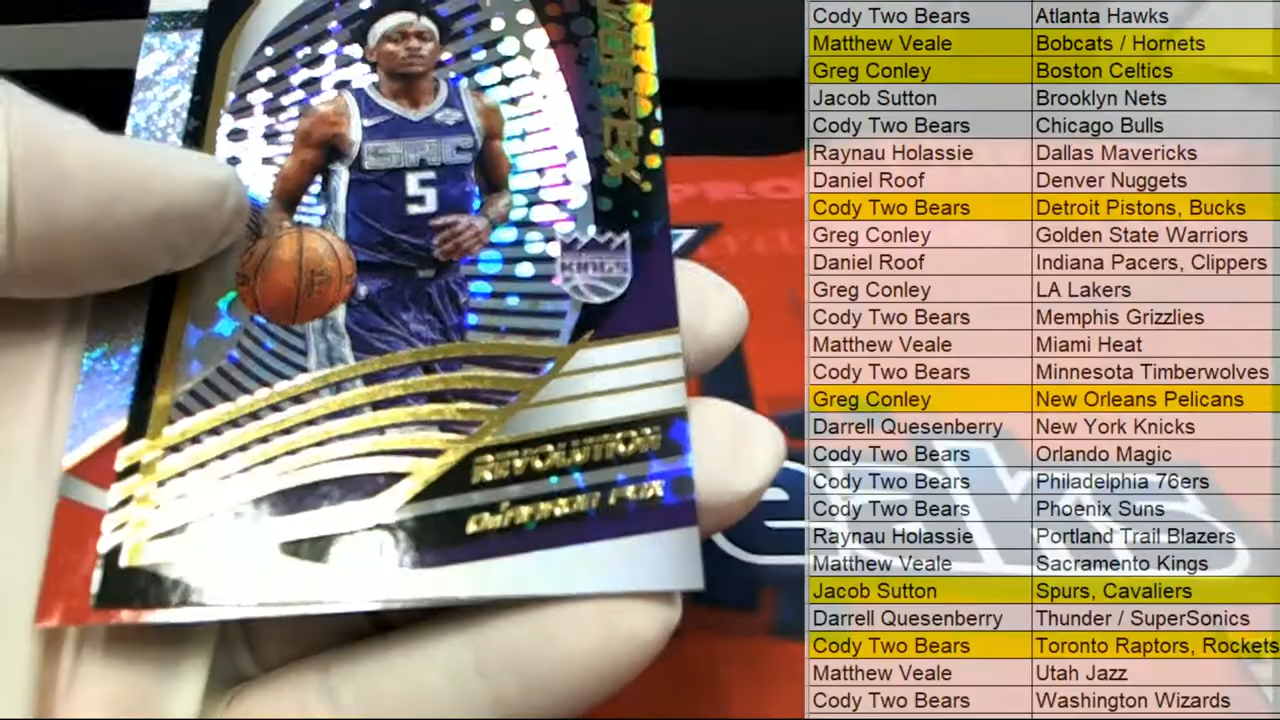 VORTEX
SAC
5
KINGS
REVOLUTION
De'Aaron Fox
Cody Two Bears Atlanta Hawks
Matthew Veale Bobcats / Hornets
Greg Conley Boston Celtics
Jacob Sutton Brooklyn Nets
Cody Two Bears Chicago Bulls
Raynau Holassie Dallas Mavericks
Daniel Roof Denver Nuggets
Cody Two Bears Detroit Pistons, Bucks
Greg Conley Golden State Warriors
Daniel Roof Indiana Pacers, Clippers
Greg Conley LA Lakers
Cody Two Bears Memphis Grizzlies
Matthew Veale Miami Heat
Cody Two Bears Minnesota Timberwolves
Greg Conley New Orleans Pelicans
Darrell Quesenberry New York Knicks
Cody Two Bears Orlando Magic
Cody Two Bears Philadelphia 76ers
Cody Two Bears Phoenix Suns
Raynau Holassie Portland Trail Blazers
Matthew Veale Sacramento Kings
Jacob Sutton Spurs, Cavaliers
Darrell Quesenberry Thunder / SuperSonics
Cody Two Bears Toronto Raptors, Rockets
Matthew Veale Utah Jazz
Cody Two Bears Washington Wizards